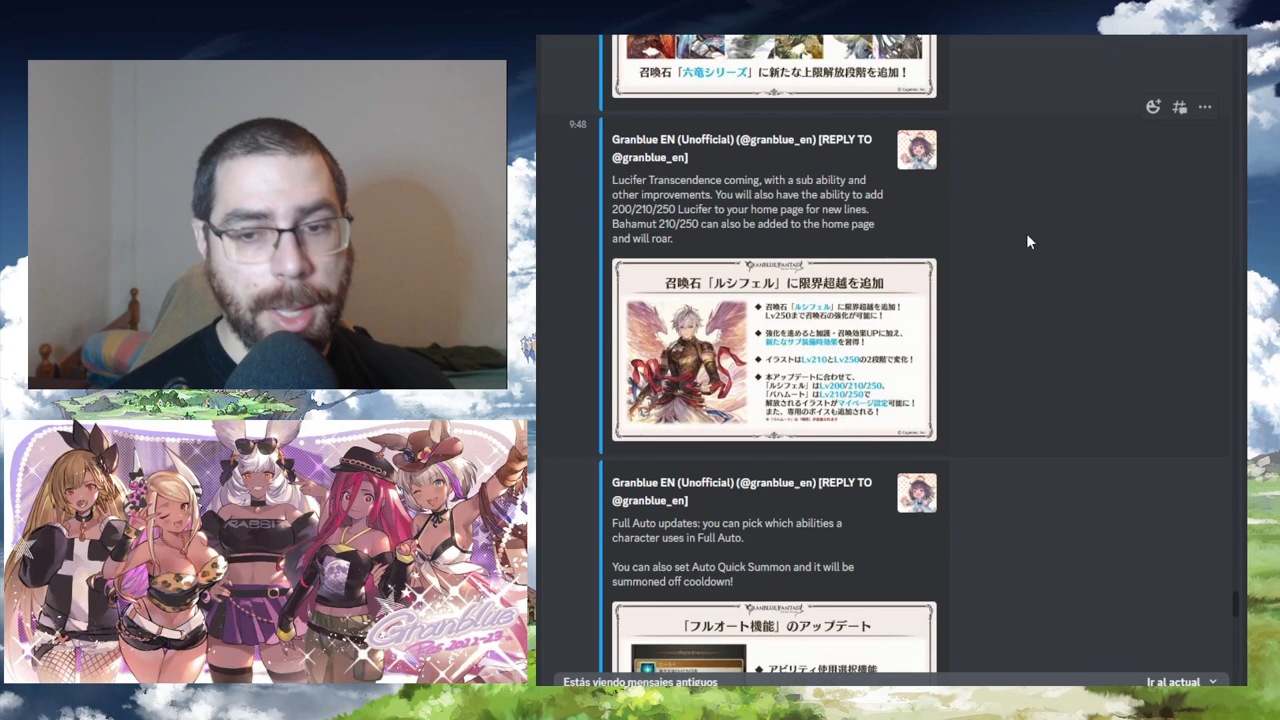 召喚石「六竜シリーズ」に新たな上限解放段階を追加！
9:48
Granblue EN (Unofficial) (@granblue_en) [REPLY TO
@granblue_en]
Lucifer Transcendence coming, with a sub ability and
other improvements. You will also have the ability to add
200/210/250 Lucifer to your home page for new lines.
Bahamut 210/250 can also be added to the home page
and will roar.
GRANBLUE FANTASY
召喚石「ルシフェル」に限界超越を追加
◆ 召喚石「ルシフェル」に限界超越を追加！
Lv250まで召喚石の強化が可能に！
◆ 強化を進めると加護・召喚効果UPに加え、
新たなサブ装備時効果を習得！
◆ イラストはLv210とLv250の2段階で変化！
◆ 本アップデートに合わせて、
「ルシフェル」はLv200/210/250、
「バハムート」はLv210/250で
解放されるイラストがマイページ設定可能に！
また、専用のボイスも追加される！
© Cygames, Inc.
Granblue EN (Unofficial) (@granblue_en) [REPLY TO
@granblue_en]
Full Auto updates: you can pick which abilities a
character uses in Full Auto.
You can also set Auto Quick Summon and it will be
summoned off cooldown!
GRANBLUE FANTASY
「フルオート機能」のアップデート
◆ アビリティ使用選択機能
Estás viendo mensajes antiguos
Ir al actual
RABBIT
Granblue
Fes 2022-23